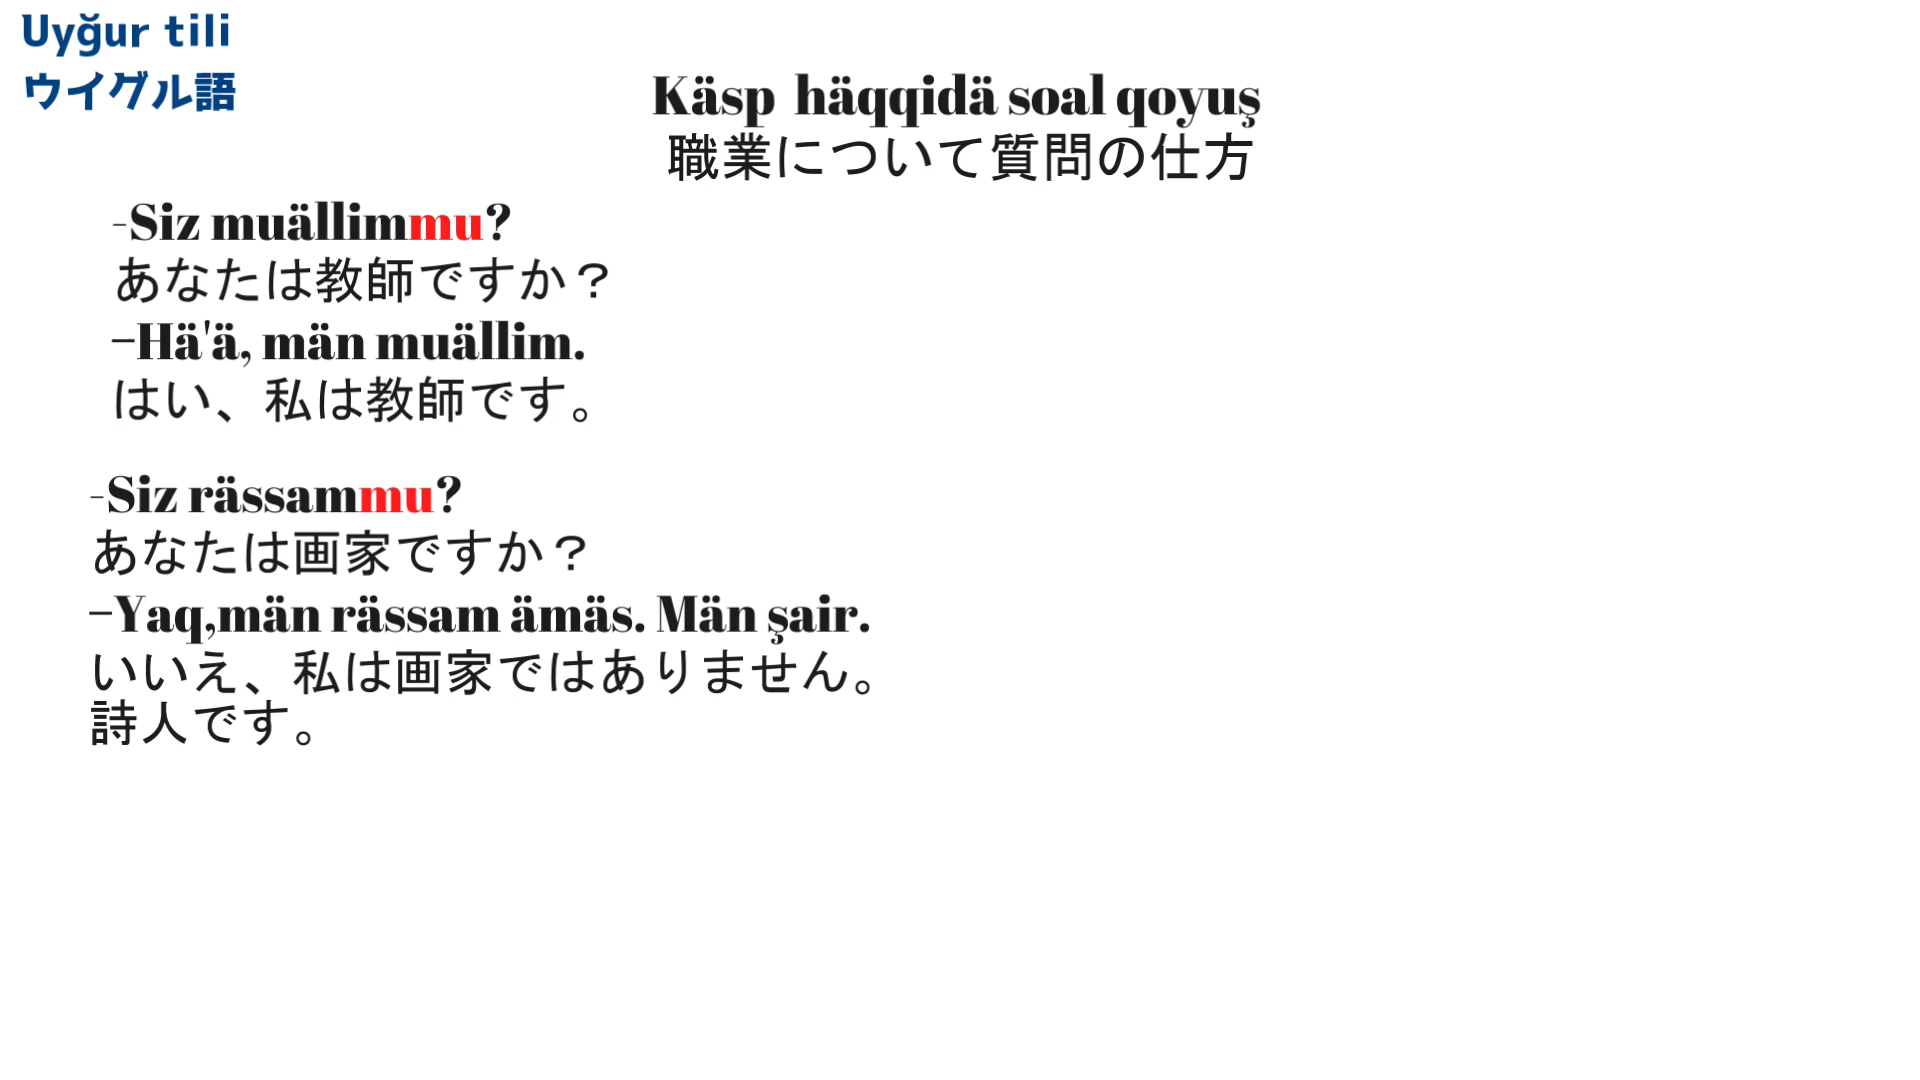 Uyğur tili
ウイグル語
Käsp häqqidä soal qoyuş
職業について質問の仕方
-Siz muällimmu?
あなたは教師ですか？
–Hä'ä, män muällim.
はい、私は教師です。
-Siz rässammu?
あなたは画家ですか？
–Yaq,män rässam ämäs. Män şair.
いいえ、私は画家ではありません。
詩人です。